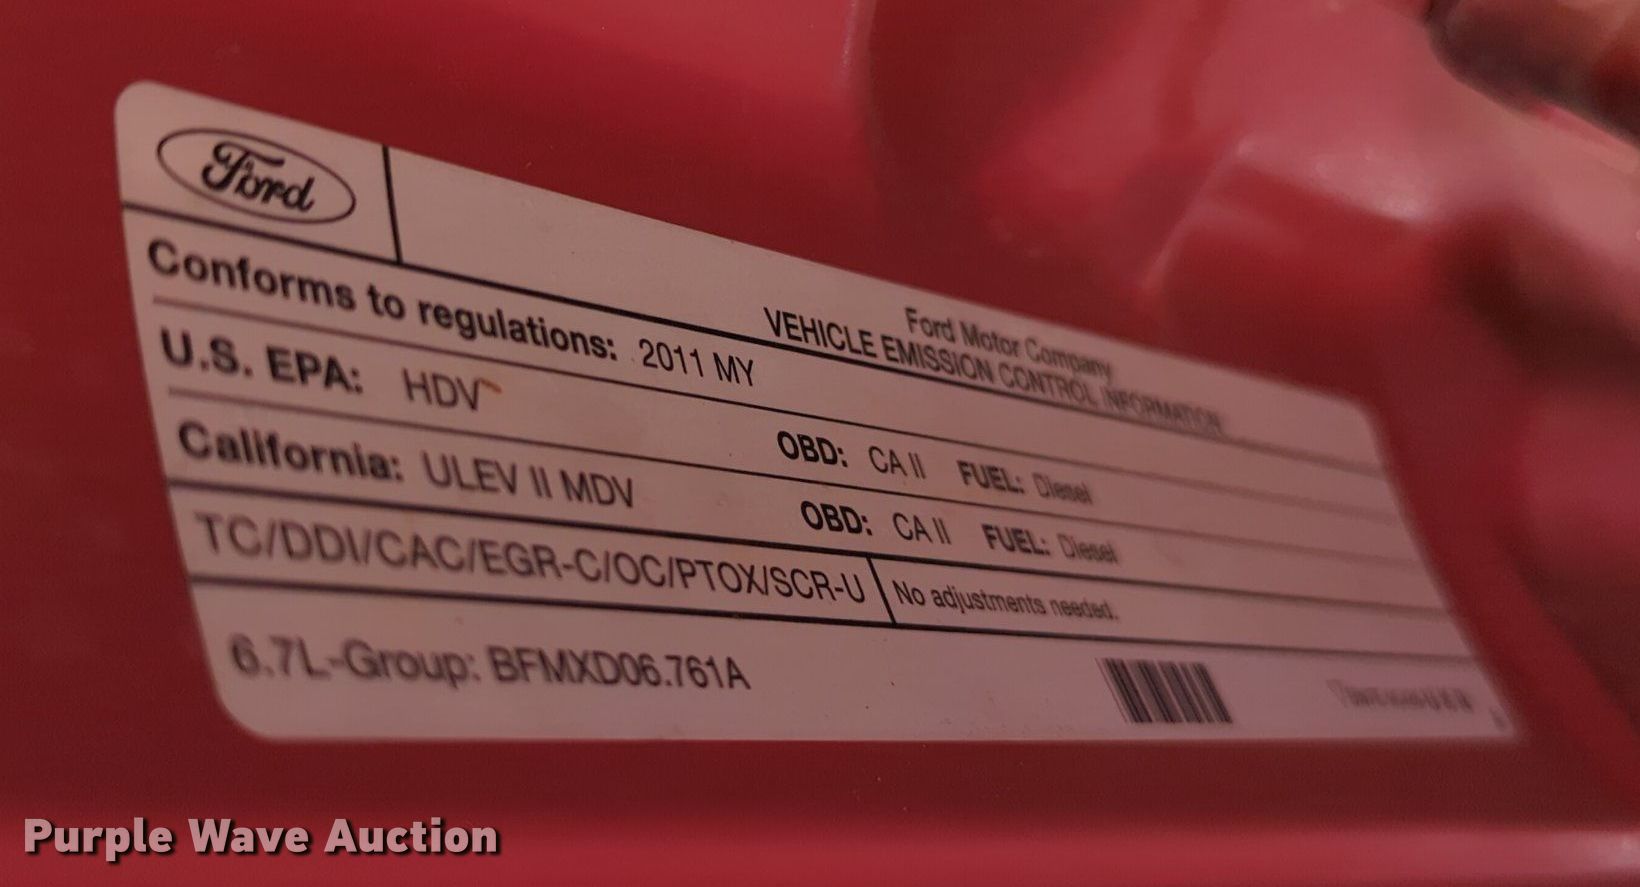 Ford
Ford Motor Company
VEHICLE EMISSION CONTROL INFORMATION
Conforms to regulations: 2011 MY
U.S. EPA: HDV OBD: CA II FUEL: Diesel
California: ULEV II MDV OBD: CA II FUEL: Diesel
TC/DDI/CAC/EGR-C/OC/PTOX/SCR-U No adjustments needed.
6.7L-Group: BFMXD06.761A
Purple Wave Auction